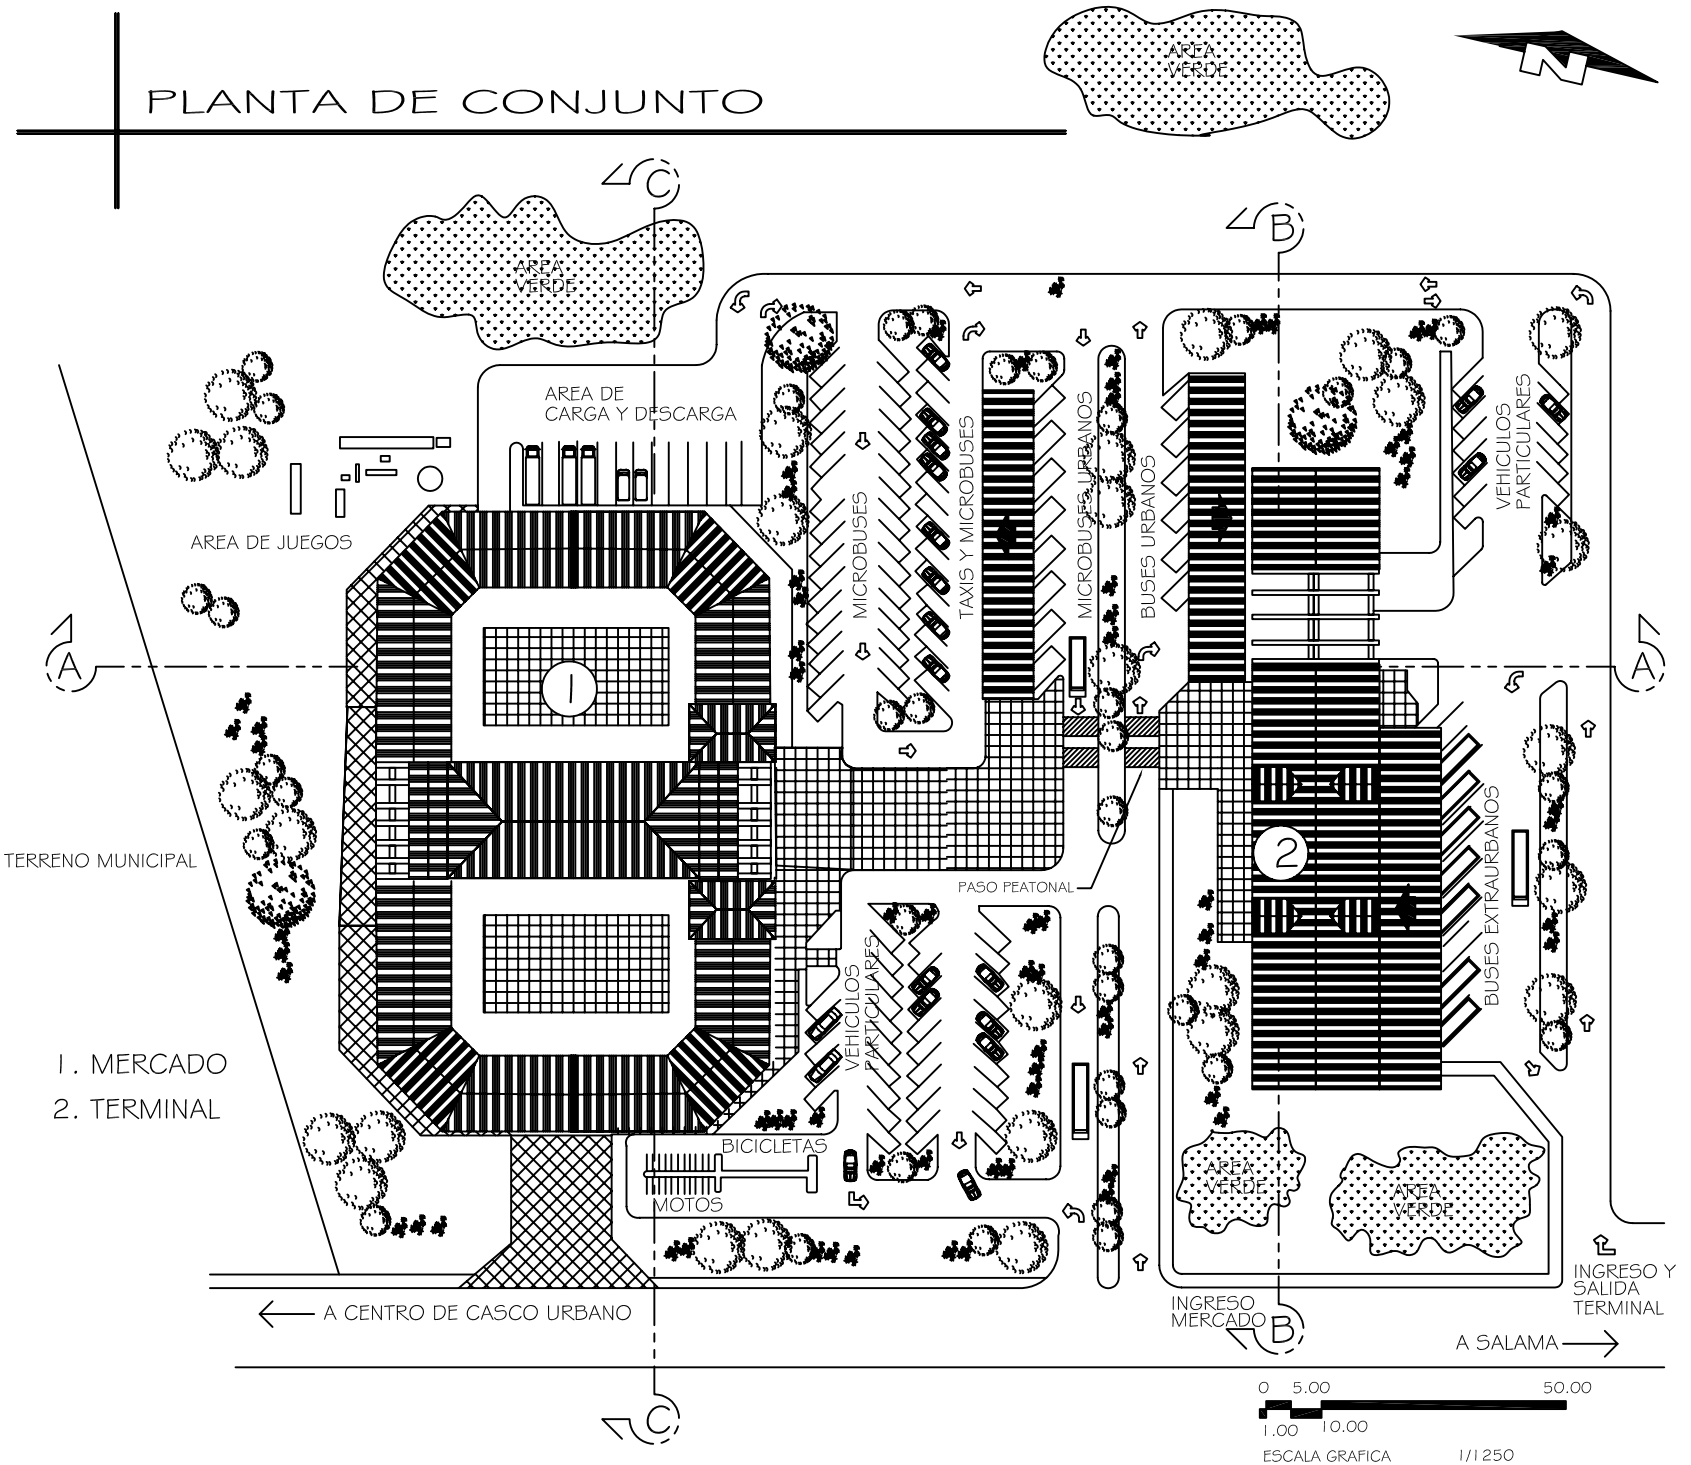 PLANTA DE CONJUNTO
AREA
VERDE
N
C
B
AREA
VERDE
AREA DE
CARGA Y DESCARGA
AREA DE JUEGOS
MICROBUSES
TAXIS Y MICROBUSES
MICROBUSES URBANOS
BUSES URBANOS
VEHICULOS
PARTICULARES
A
A
1
2
TERRENO MUNICIPAL
PASO PEATONAL
BUSES EXTRAURBANOS
VEHICULOS
PARTICULARES
1. MERCADO
2. TERMINAL
BICICLETAS
MOTOS
AREA
VERDE
AREA
VERDE
INGRESO Y
SALIDA
TERMINAL
INGRESO
MERCADO
B
A CENTRO DE CASCO URBANO
A SALAMA
C
0 5.00 50.00
1.00 10.00
ESCALA GRAFICA 1/1250